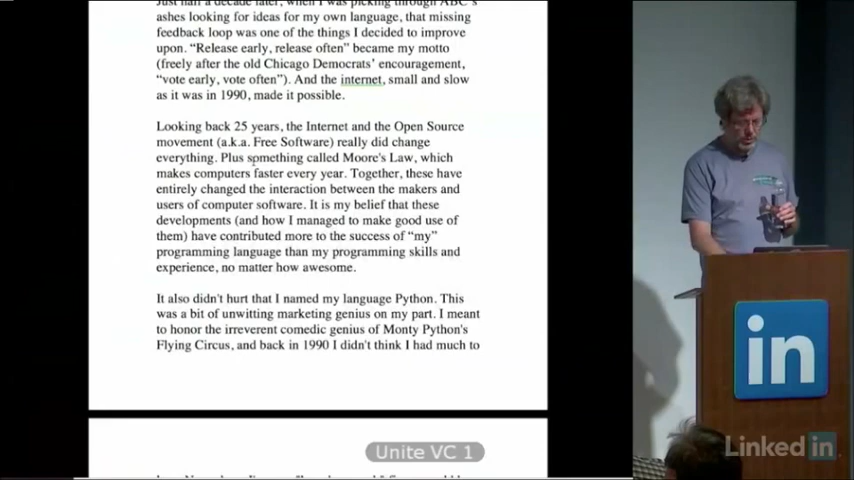 Just half a decade later, when I was picking through ABC's
ashes looking for ideas for my own language, that missing
feedback loop was one of the things I decided to improve
upon. “Release early, release often” became my motto
(freely after the old Chicago Democrats’ encouragement,
“vote early, vote often”). And the internet, small and slow
as it was in 1990, made it possible.
Looking back 25 years, the Internet and the Open Source
movement (a.k.a. Free Software) really did change
everything. Plus something called Moore's Law, which
makes computers faster every year. Together, these have
entirely changed the interaction between the makers and
users of computer software. It is my belief that these
developments (and how I managed to make good use of
them) have contributed more to the success of “my”
programming language than my programming skills and
experience, no matter how awesome.
It also didn't hurt that I named my language Python. This
was a bit of unwitting marketing genius on my part. I meant
to honor the irreverent comedic genius of Monty Python's
Flying Circus, and back in 1990 I didn't think I had much to
Unite VC 1
in
Linked in